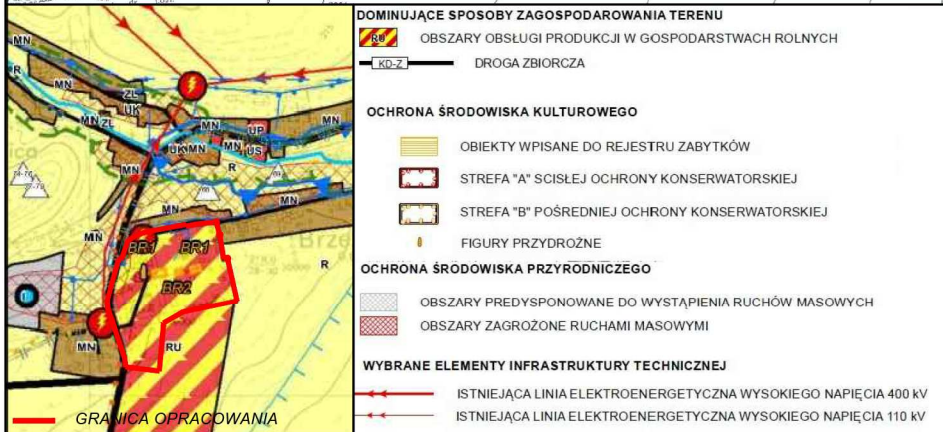 DOMINUJĄCE SPOSOBY ZAGOSPODAROWANIA TERENU
RU OBSZARY OBSŁUGI PRODUKCJI W GOSPODARSTWACH ROLNYCH
KD-Z DROGA ZBIORCZA
OCHRONA ŚRODOWISKA KULTUROWEGO
OBIEKTY WPISANE DO REJESTRU ZABYTKÓW
STREFA "A" SCISŁEJ OCHRONY KONSERWATORSKIEJ
STREFA "B" POŚREDNIEJ OCHRONY KONSERWATORSKIEJ
FIGURY PRZYDROŻNE
OCHRONA ŚRODOWISKA PRZYRODNICZEGO
OBSZARY PREDYSPONOWANE DO WYSTĄPIENIA RUCHÓW MASOWYCH
OBSZARY ZAGROŻONE RUCHAMI MASOWYMI
WYBRANE ELEMENTY INFRASTRUKTURY TECHNICZNEJ
ISTNIEJĄCA LINIA ELEKTROENERGETYCZNA WYSOKIEGO NAPIĘCIA 400 kV
ISTNIEJĄCA LINIA ELEKTROENERGETYCZNA WYSOKIEGO NAPIĘCIA 110 kV
MN
R
MN
ZL
UK
MN
MN ZL
MN
UP
MN
UK MN
MN
US
MN
R
MN
MN
BR1
BR1
Brze
R
BR2
MN
RU
GRANICA OPRACOWANIA